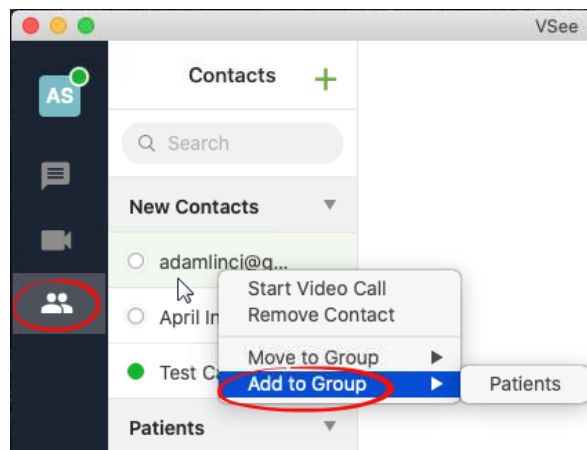 VSee
AS
Contacts
Search
New Contacts
adamlinci@g...
Start Video Call
April In
Remove Contact
Move to Group
Test Ca
Add to Group
Patients
Patients